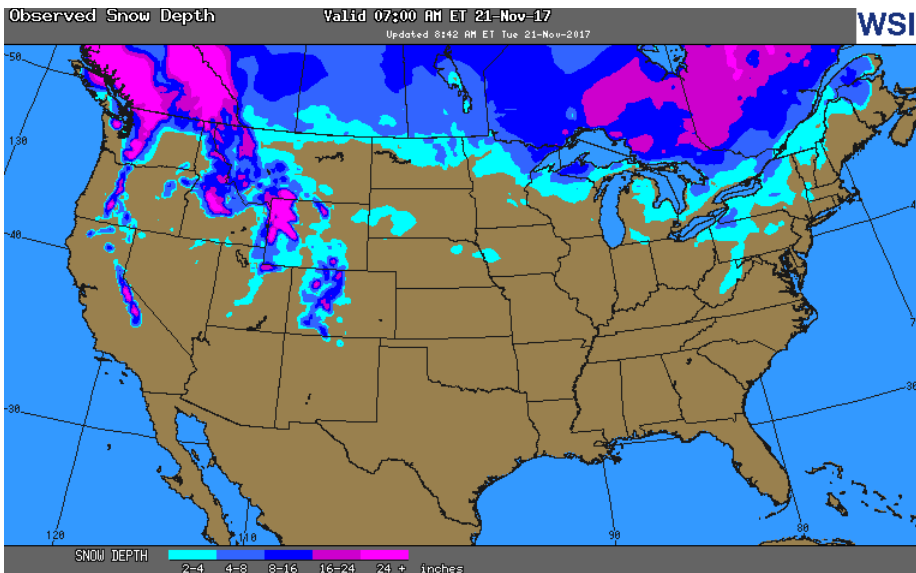 Observed Snow Depth
Valid 07:00 AM ET 21-Nov-17
Updated 8:42 AM ET Tue 21-Nov-2017
WSI
-50
130
-40
-30
120
110
90
80
SNOW DEPTH
2-4 4-8 8-16 16-24 24 + inches